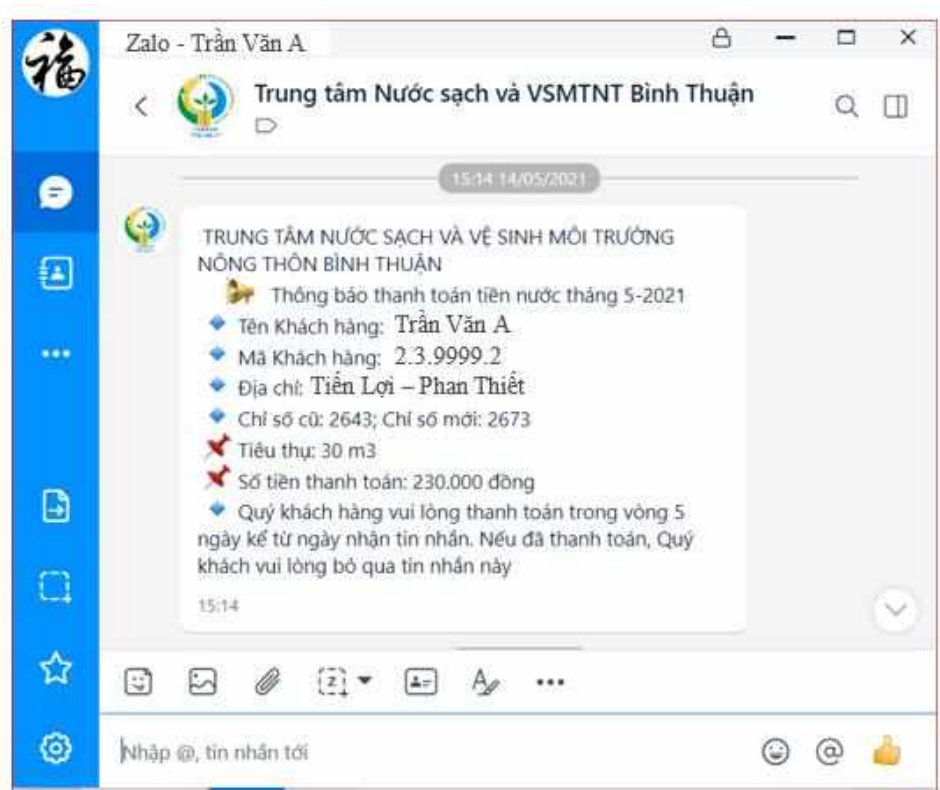 福
Zalo - Trần Văn A
Trung tâm Nước sạch và VSMTNT Bình Thuận
15:14 14/05/2021
TRUNG TÂM NƯỚC SẠCH VÀ VỆ SINH MÔI TRƯỜNG
NÔNG THÔN BÌNH THUẬN
Thông báo thanh toán tiền nước tháng 5-2021
Tên Khách hàng: Trần Văn A
Mã Khách hàng: 2.3.9999.2
Địa chỉ: Tiến Lợi – Phan Thiết
Chỉ số cũ: 2643; Chỉ số mới: 2673
Tiêu thụ: 30 m3
Số tiền thanh toán: 230.000 đồng
Quý khách hàng vui lòng thanh toán trong vòng 5
ngày kể từ ngày nhận tin nhắn. Nếu đã thanh toán, Quý
khách vui lòng bỏ qua tin nhắn này
15:14
Nhập @, tin nhắn tới